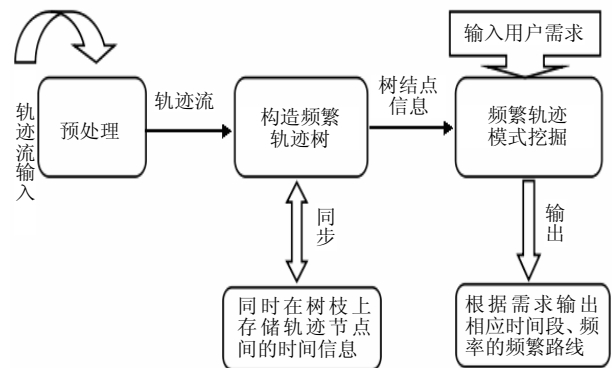 输入用户需求
轨迹流输入
预处理
轨迹流
构造频繁
轨迹树
树结点
信息
频繁轨迹
模式挖掘
同步
输出
同时在树枝上
存储轨迹节点
间的时间信息
根据需求输出
相应时间段、频
率的频繁路线